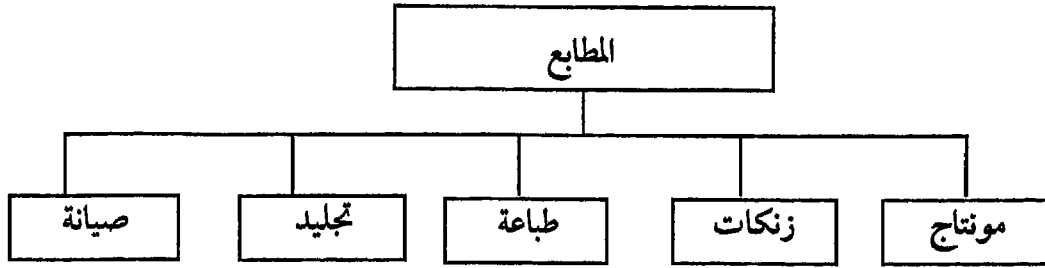 المطابع
مونتاج
زنكات
طباعة
تجليد
صيانة